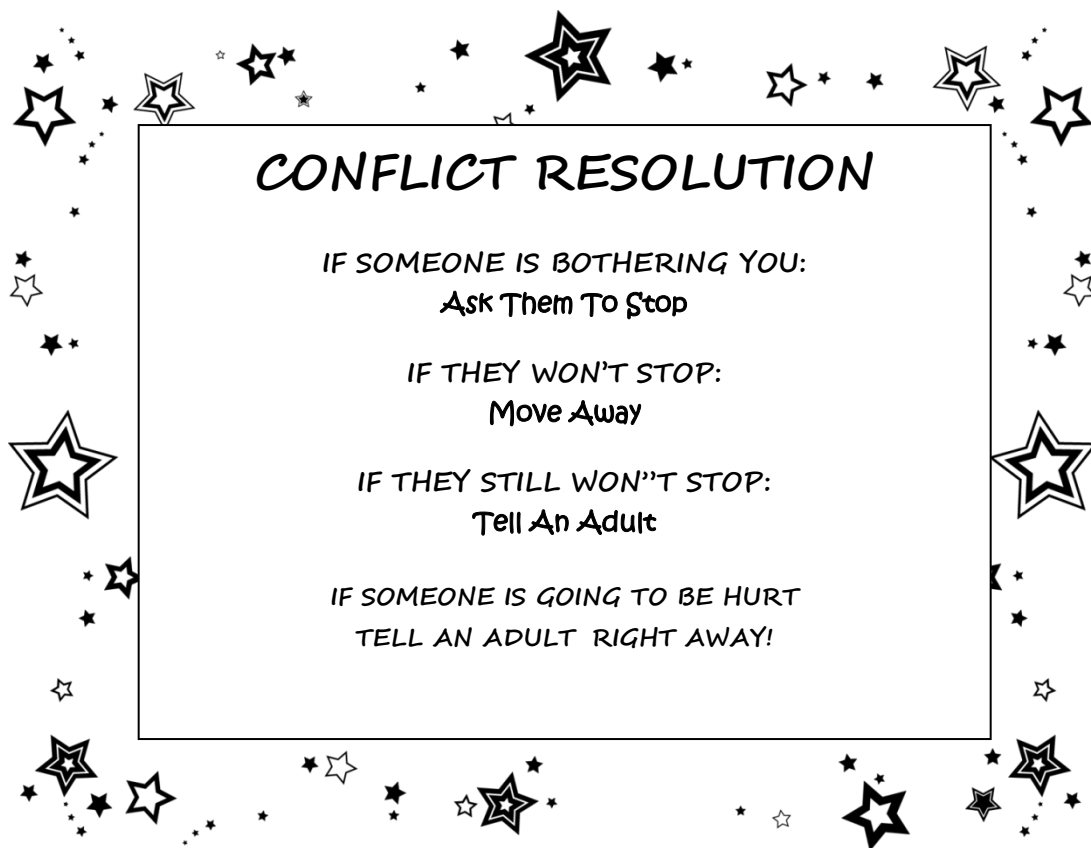 CONFLICT RESOLUTION
IF SOMEONE IS BOTHERING YOU:
Ask Them To Stop
IF THEY WON'T STOP:
Move Away
IF THEY STILL WON''T STOP:
Tell An Adult
IF SOMEONE IS GOING TO BE HURT
TELL AN ADULT RIGHT AWAY!